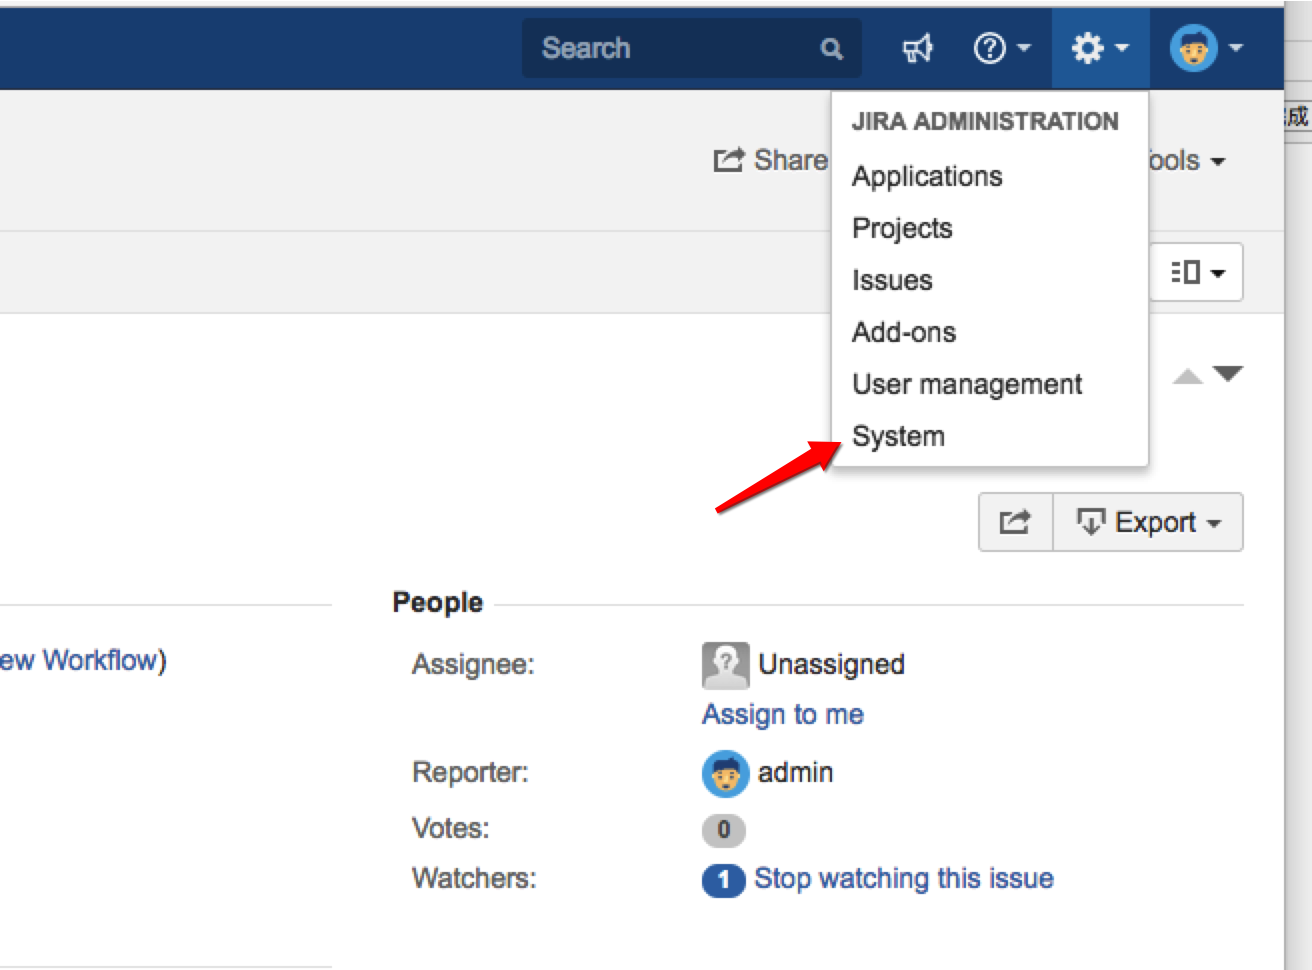 Search
JIRA ADMINISTRATION
成
Share
ools
Applications
Projects
Issues
Add-ons
User management
System
Export
People
ew Workflow)
Assignee:
Unassigned
Assign to me
Reporter:
admin
Votes:
0
Watchers:
1 Stop watching this issue